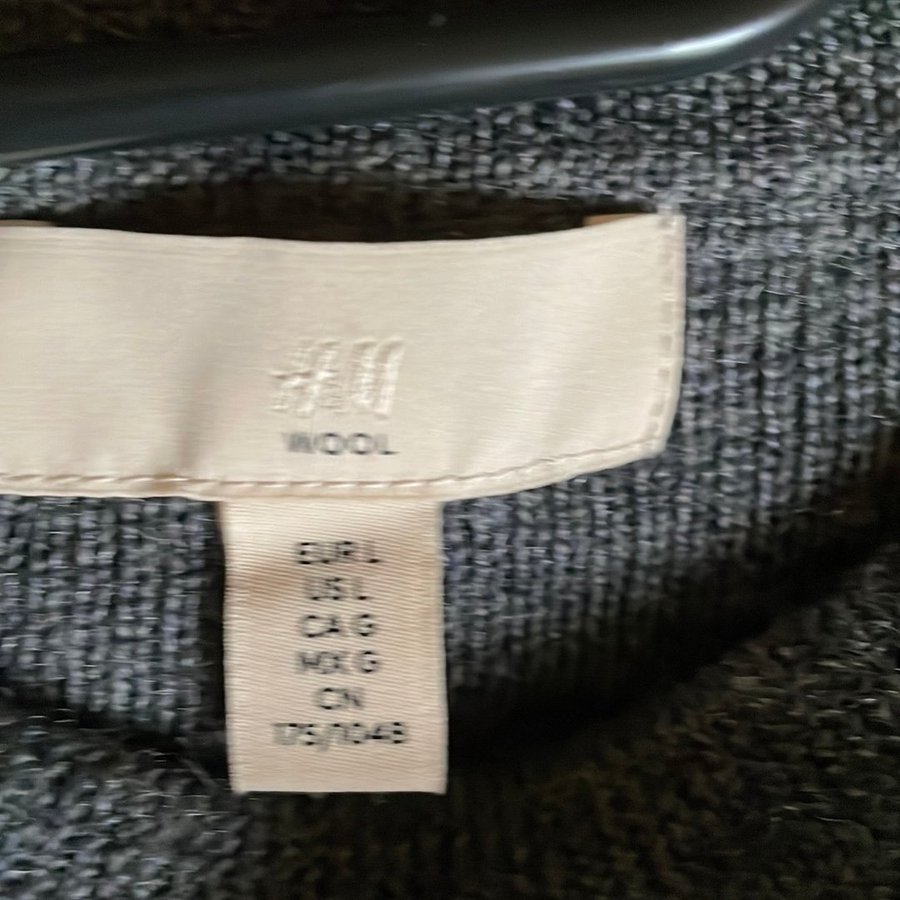 H&M
WOOL
EUR L
US L
CA G
MX G
CN
175/104B